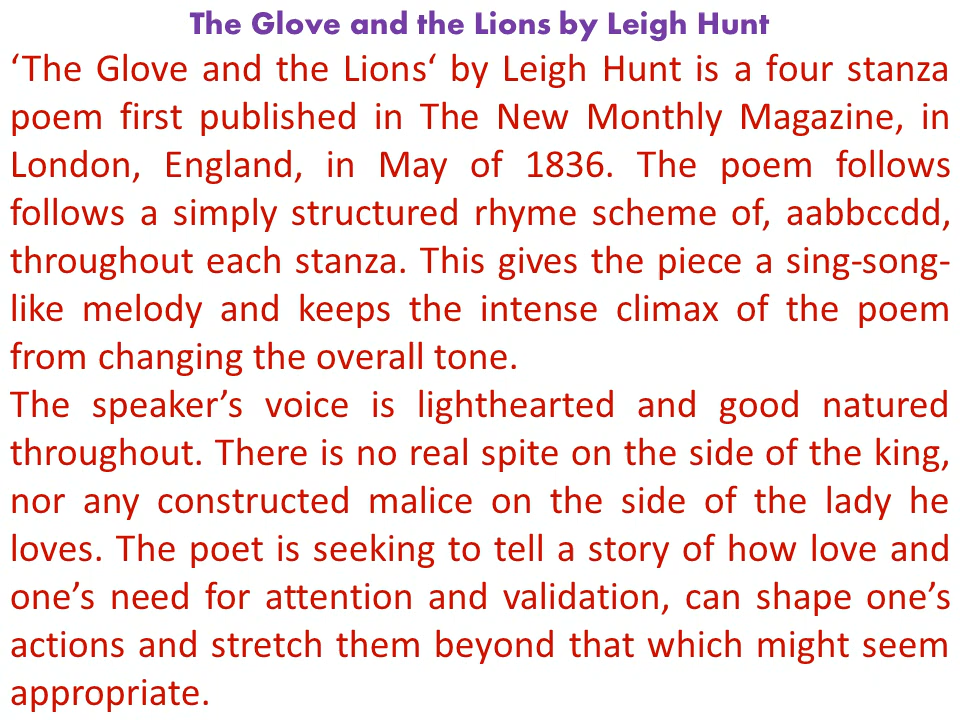 The Glove and the Lions by Leigh Hunt
‘The Glove and the Lions‘ by Leigh Hunt is a four stanza
poem first published in The New Monthly Magazine, in
London, England, in May of 1836. The poem follows
follows a simply structured rhyme scheme of, aabbccdd,
throughout each stanza. This gives the piece a sing-song-
like melody and keeps the intense climax of the poem
from changing the overall tone.
The speaker’s voice is lighthearted and good natured
throughout. There is no real spite on the side of the king,
nor any constructed malice on the side of the lady he
loves. The poet is seeking to tell a story of how love and
one’s need for attention and validation, can shape one’s
actions and stretch them beyond that which might seem
appropriate.